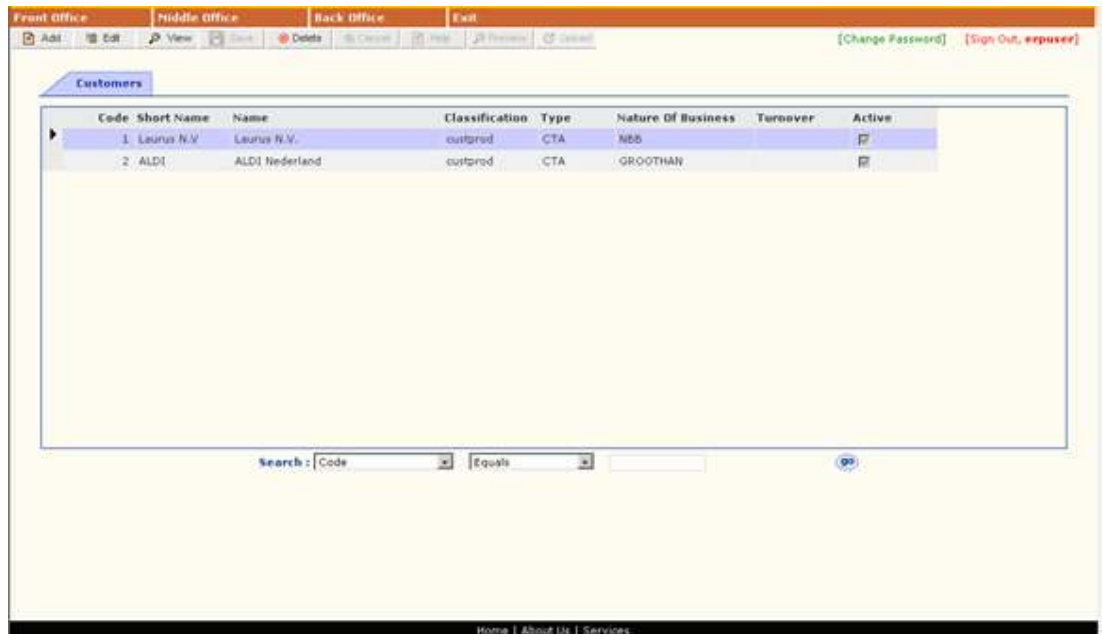 Front Office Middle Office Back Office Exit
Add Edit View Save Delete Cancel Help Preview Upload [Change Password] [Sign Out, erpuser]
Customers
Code Short Name Name Classification Type Nature Of Business Turnover Active
1 Laurus N.V Laurus N.V. custprod CTA NBB
2 ALDI ALDI Nederland custprod CTA GROOTHAN
Search : Code Equals go
Home | About Us | Services